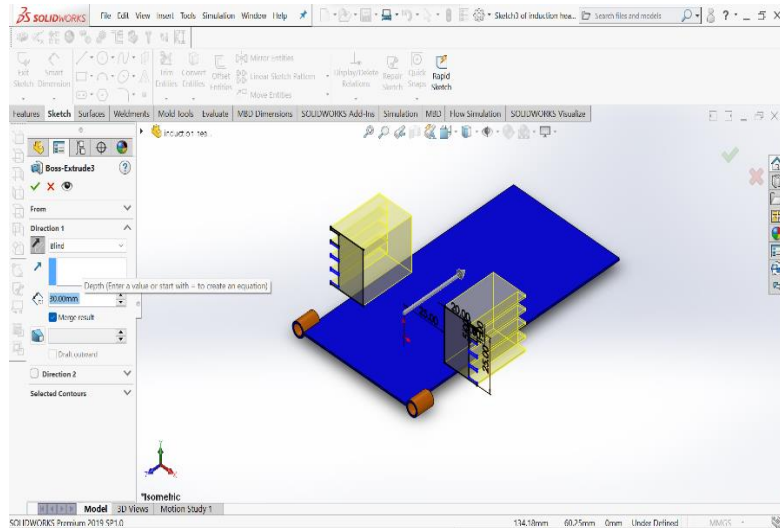 SOLIDWORKS File Edit View Insert Tools Simulation Window Help Sketch3 of induction hea... Search files and models
Exit Sketch Smart Dimension Trim Entities Convert Entities Offset Entities Mirror Entities Linear Sketch Pattern Move Entities Display/Delete Relations Repair Sketch Quick Snaps Rapid Sketch
Features Sketch Surfaces Weldments Mold Tools Evaluate MBD Dimensions SOLIDWORKS Add-Ins Simulation MBD Flow Simulation SOLIDWORKS Visualize
Boss-Extrude3
From
Direction 1
Blind
Depth (Enter a value or start with = to create an equation)
30.00mm
Merge result
Draft outward
Direction 2
Selected Contours
20.00
25.00
*Isometric
Model 3D Views Motion Study 1
SOLIDWORKS Premium 2019 SP1.0 134.18mm 60.25mm 0mm Under Defined MMGS